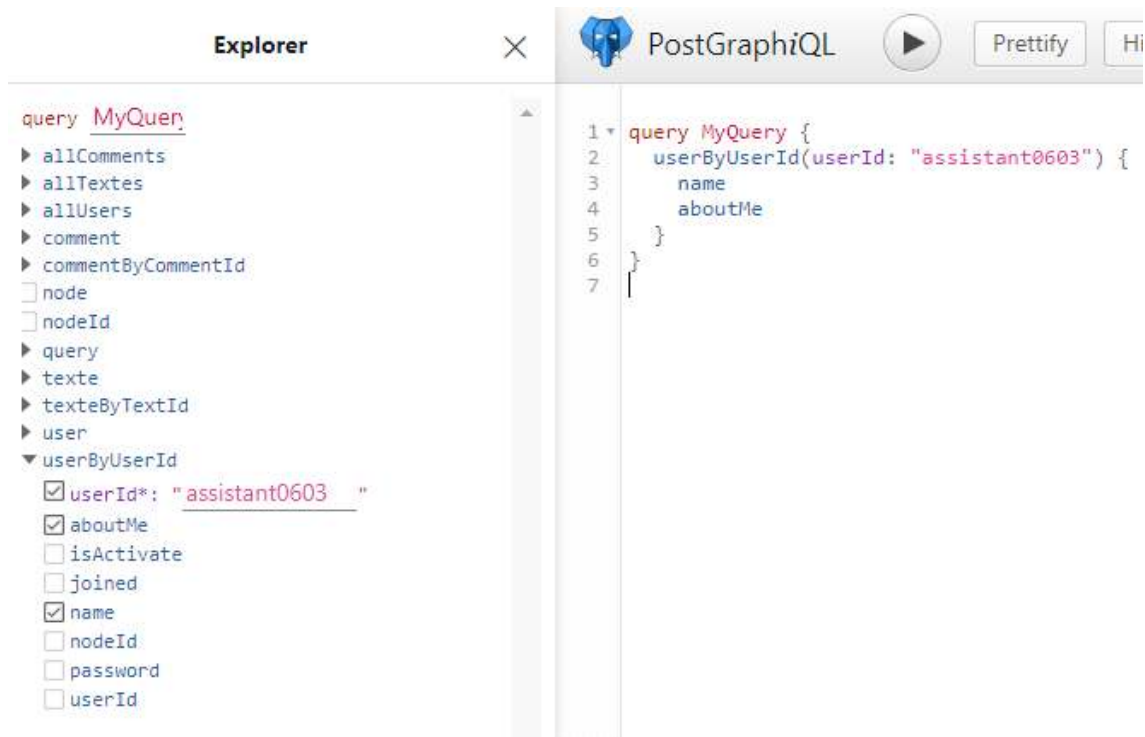 Explorer
query MyQuery
allComments
allTextes
allUsers
comment
commentByCommentId
node
nodeId
query
texte
texteByTextId
user
userByUserId
userId*: "assistant0603"
aboutMe
isActivate
joined
name
nodeId
password
userId
PostGraphiQL
Prettify
Hi
1 query MyQuery {
2 userByUserId(userId: "assistant0603") {
3 name
4 aboutMe
5 }
6 }
7